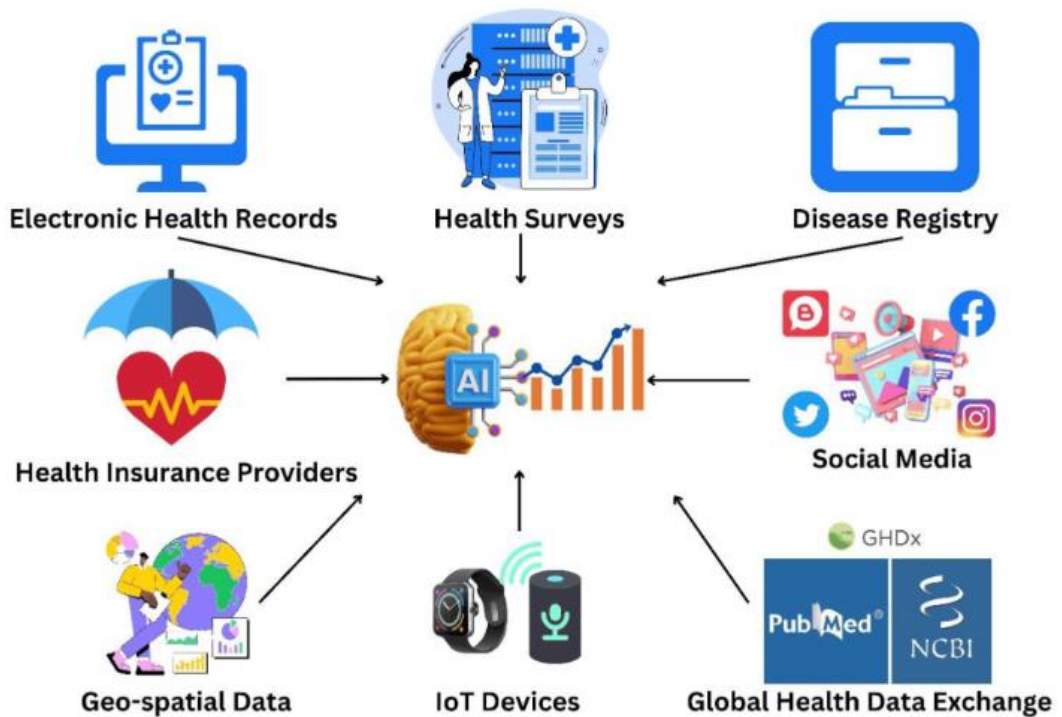 Electronic Health Records
Health Surveys
Disease Registry
Health Insurance Providers
AI
Social Media
Geo-spatial Data
IoT Devices
GHDx
PubMed®
NCBI
Global Health Data Exchange